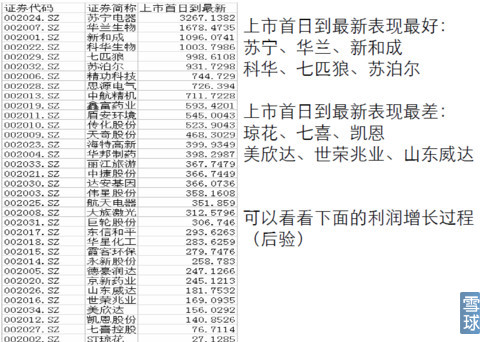 证券代码 证券简称 上市首日到最新
002024.SZ 苏宁电器 3267.1382
002007.SZ 华兰生物 1678.4735
002001.SZ 新和成 1096.0741
002022.SZ 科华生物 1003.7986
002029.SZ 七匹狼 998.6108
002032.SZ 苏泊尔 931.7298
002006.SZ 精功科技 744.729
002028.SZ 思源电气 726.394
002013.SZ 中航精机 711.7228
002019.SZ 鑫富药业 593.4201
002011.SZ 盾安环境 545.0043
002010.SZ 传化股份 523.9043
002009.SZ 天奇股份 468.3029
002023.SZ 海特高新 399.9349
002004.SZ 华邦制药 398.2987
002033.SZ 丽江旅游 367.7479
002021.SZ 中捷股份 366.7449
002030.SZ 达安基因 366.0736
002003.SZ 伟星股份 358.1608
002025.SZ 航天电器 351.859
002008.SZ 大族激光 312.5796
002031.SZ 巨轮股份 306.746
002017.SZ 东信和平 293.6263
002018.SZ 华星化工 283.6259
002015.SZ 霞客环保 279.7476
002014.SZ 永新股份 258.783
002005.SZ 德豪润达 247.1266
002020.SZ 京新药业 245.1213
002026.SZ 山东威达 181.7532
002016.SZ 世荣兆业 169.0935
002034.SZ 美欣达 156.0292
002012.SZ 凯恩股份 140.8526
002027.SZ 七喜控股 76.7114
002002.SZ ST琼花 27.1285
上市首日到最新表现最好：
苏宁、华兰、新和成
科华、七匹狼、苏泊尔
上市首日到最新表现最差：
琼花、七喜、凯恩
美欣达、世荣兆业、山东威达
可以看看下面的利润增长过程
（后验）
雪球